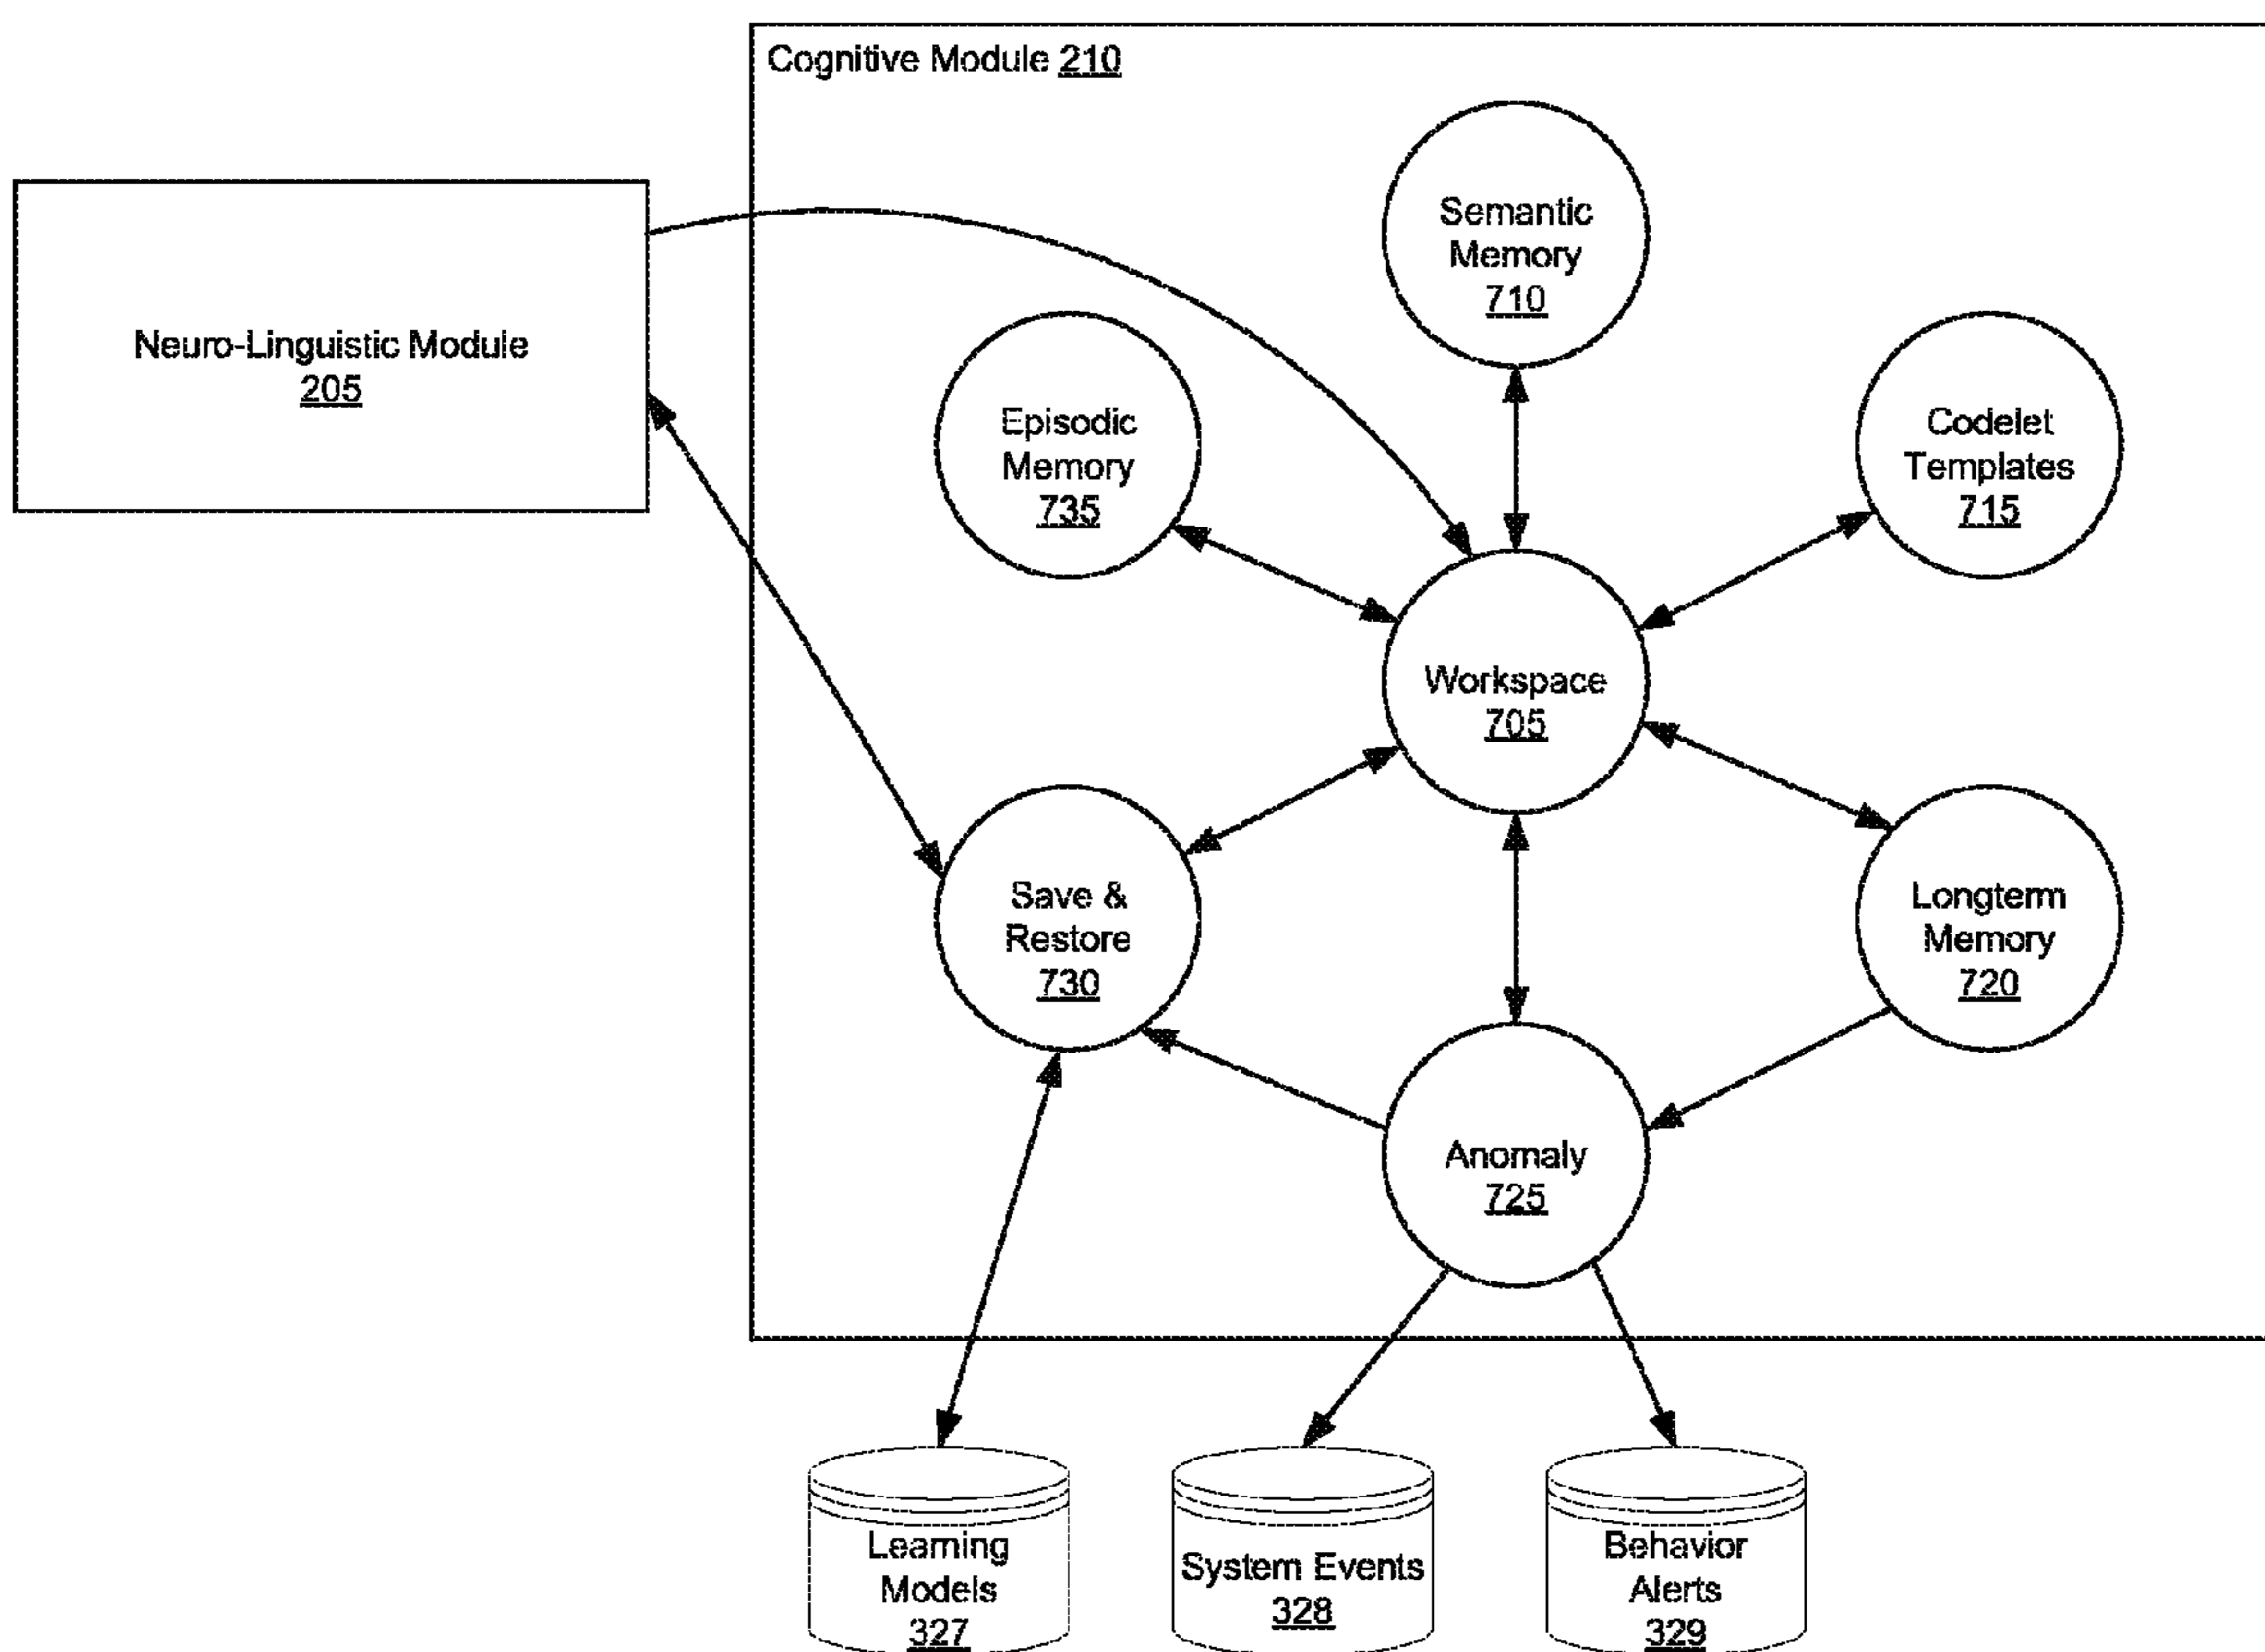 Cognitive Module 210
Neuro-Linguistic Module
205
Semantic
Memory
710
Episodic
Memory
735
Codelet
Templates
715
Workspace
705
Save &
Restore
730
Longterm
Memory
720
Anomaly
725
Learning
Models
327
System Events
328
Behavior
Alerts
329